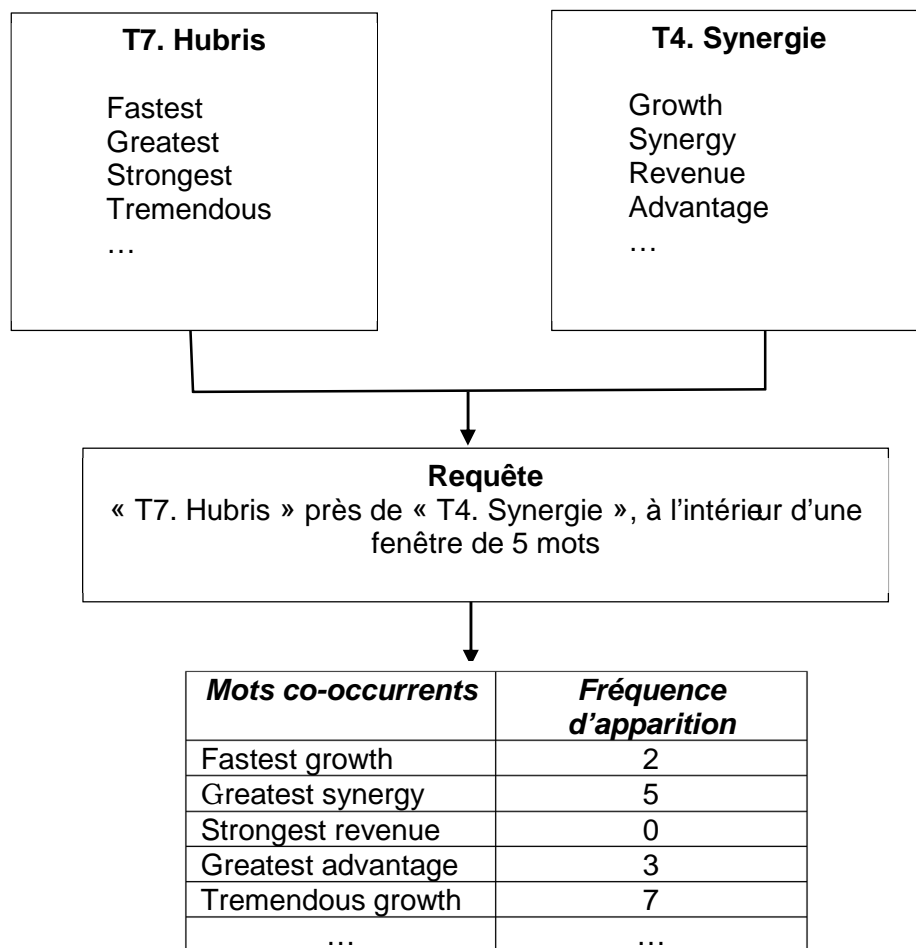 T7. Hubris
Fastest
Greatest
Strongest
Tremendous
…
T4. Synergie
Growth
Synergy
Revenue
Advantage
…
Requête
« T7. Hubris » près de « T4. Synergie », à l'intérieur d'une
fenêtre de 5 mots
Mots co-occurrents Fréquence
d'apparition
Fastest growth 2
Greatest synergy 5
Strongest revenue 0
Greatest advantage 3
Tremendous growth 7
… …